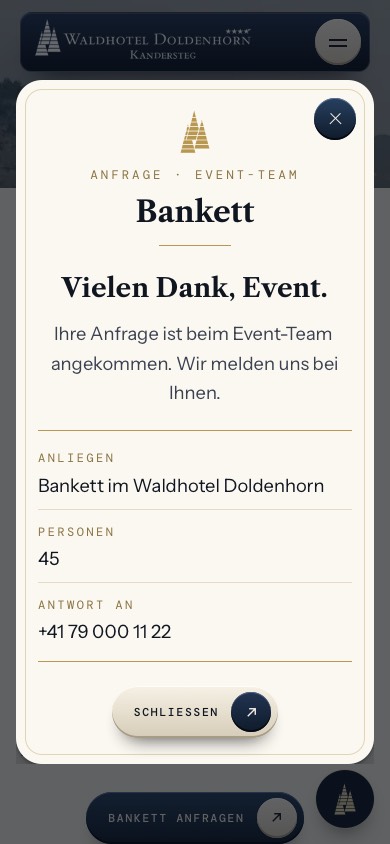 WALDHOTEL DOLDENHORN
KANDERSTEG
ANFRAGE · EVENT-TEAM
Bankett
Vielen Dank, Event.
Ihre Anfrage ist beim Event-Team
angekommen. Wir melden uns bei
Ihnen.
ANLIEGEN
Bankett im Waldhotel Doldenhorn
PERSONEN
45
ANTWORT AN
+41 79 000 11 22
SCHLIESSEN
BANKETT ANFRAGEN